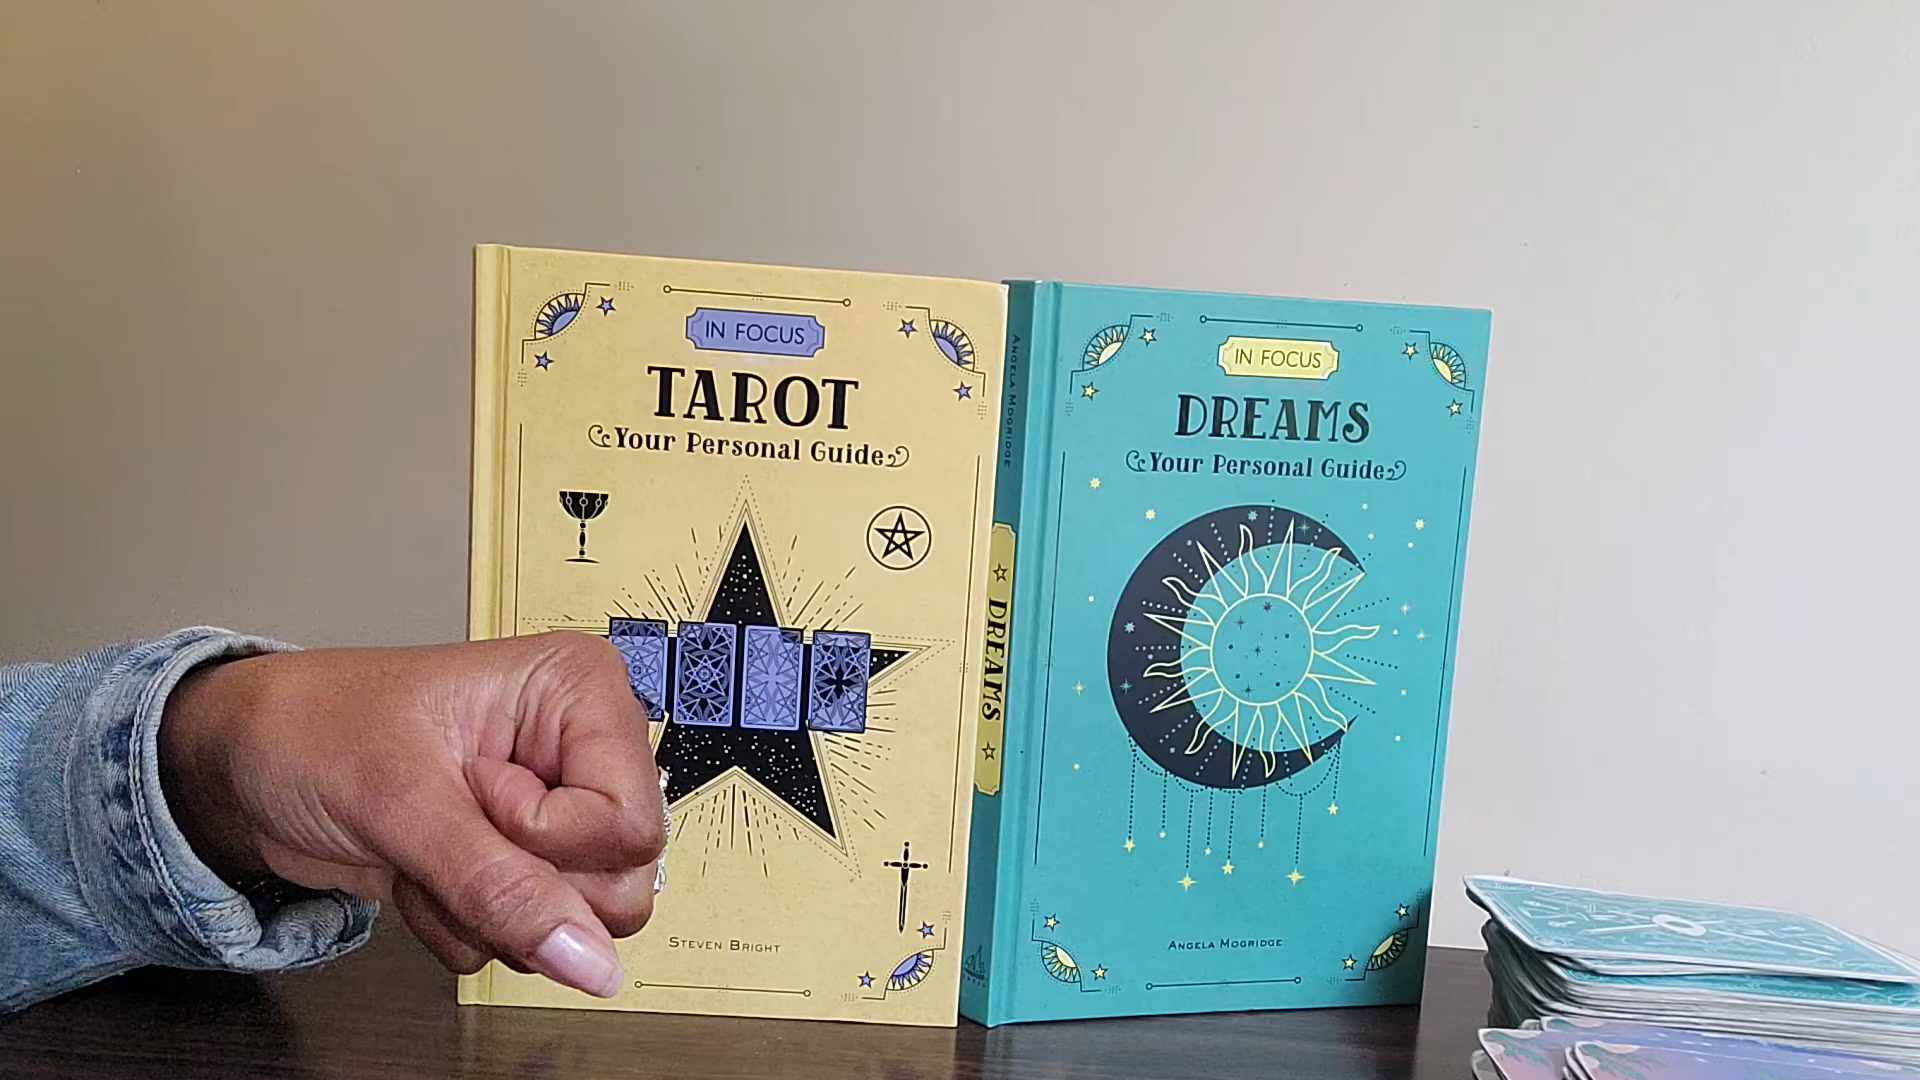 IN FOCUS
TAROT
Your Personal Guide
STEVEN BRIGHT
ANGELA MOGRIDGE
DREAMS
IN FOCUS
DREAMS
Your Personal Guide
ANGELA MOGRIDGE